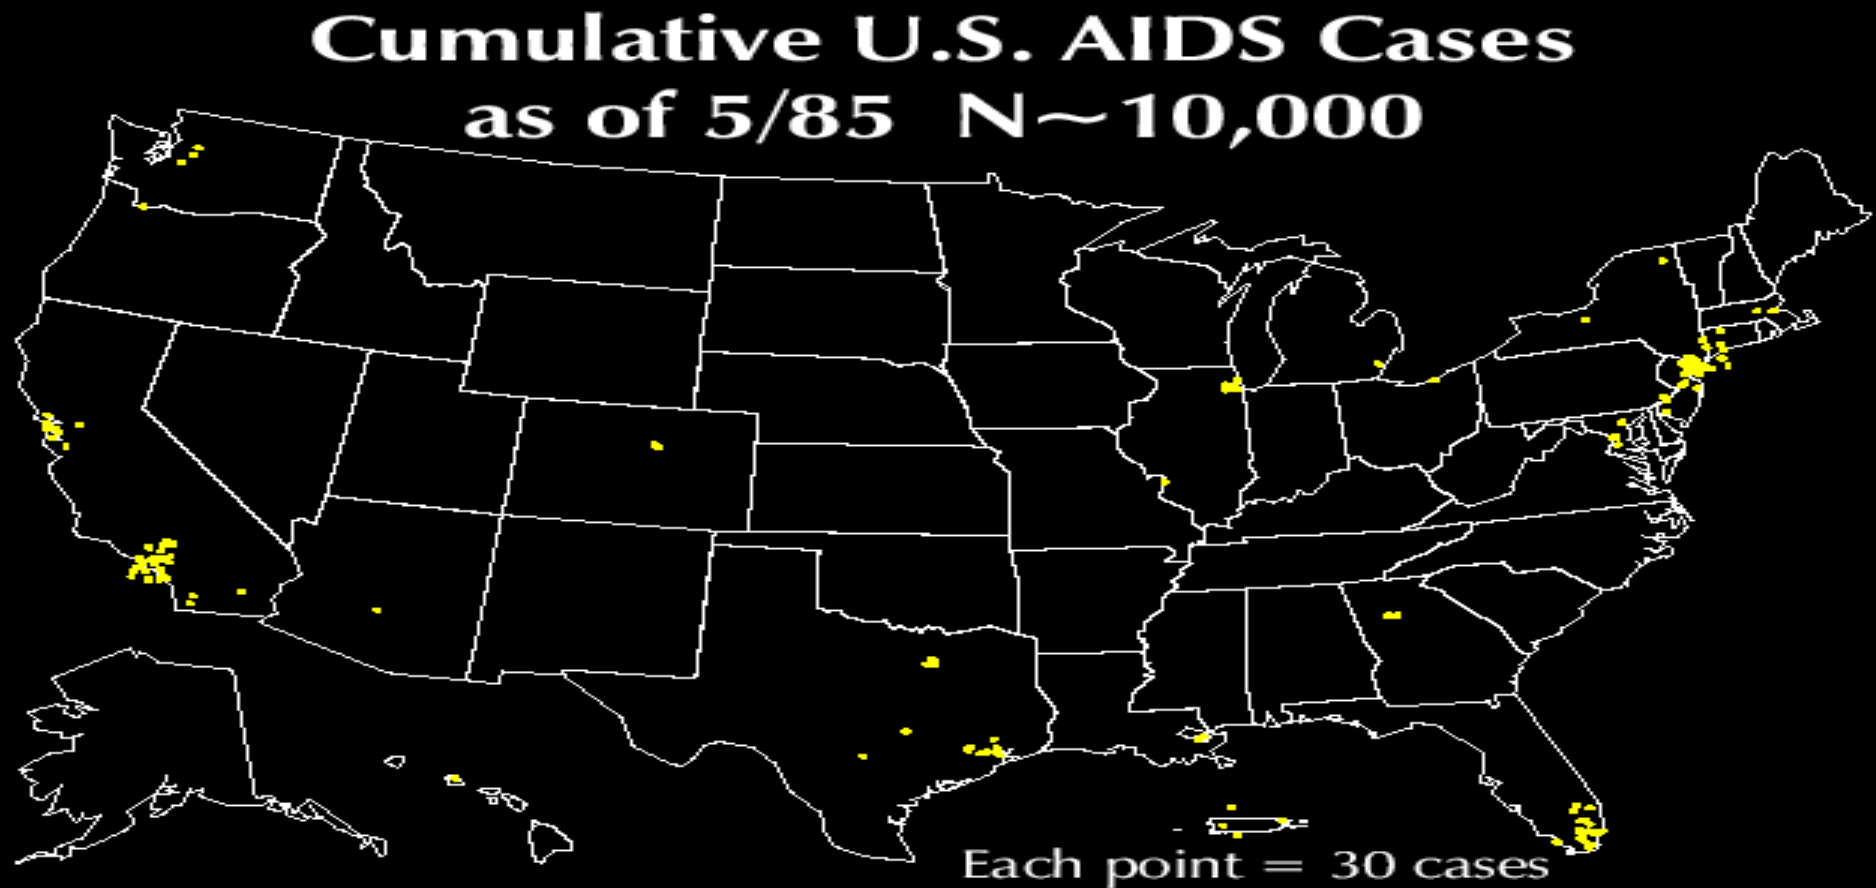 Cumulative U.S. AIDS Cases
as of 5/85 N~10,000
Each point = 30 cases